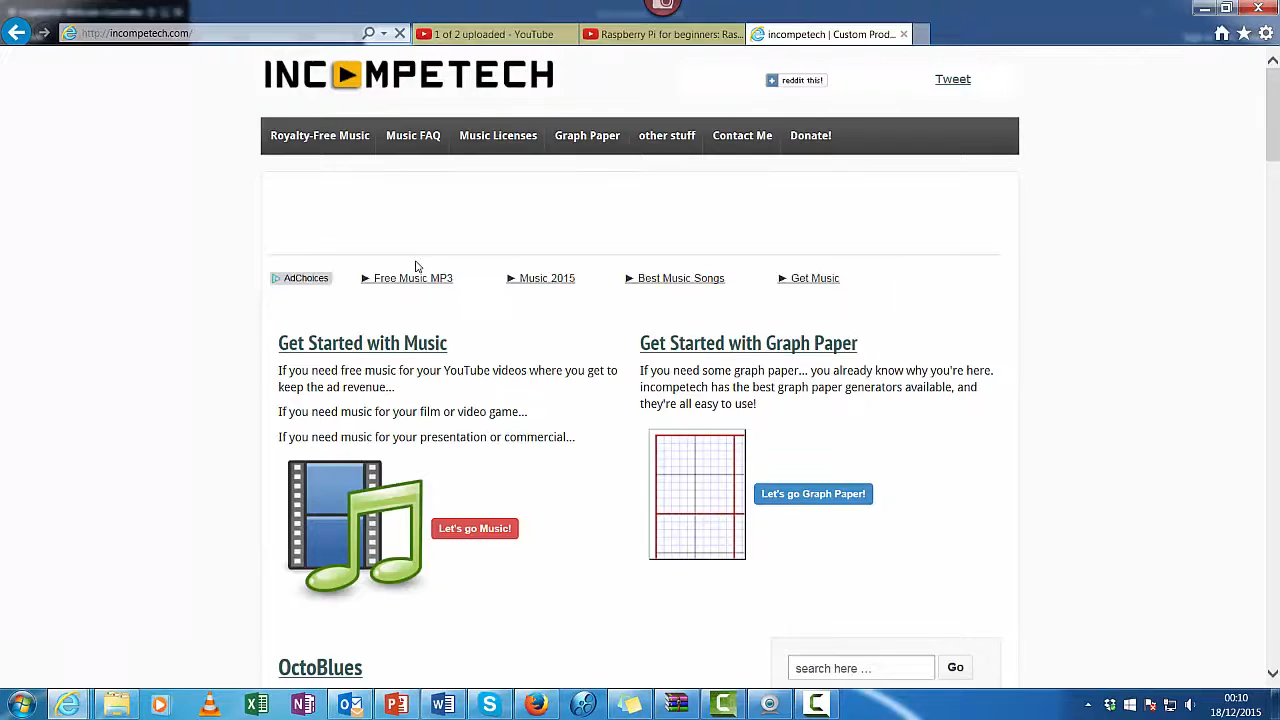 http://incompetech.com/
1 of 2 uploaded - YouTube
Raspberry Pi for beginners: Ras...
incompetech | Custom Prod...
INCOMPETECH
reddit this!
Tweet
Royalty-Free Music
Music FAQ
Music Licenses
Graph Paper
other stuff
Contact Me
Donate!
AdChoices
Free Music MP3
Music 2015
Best Music Songs
Get Music
Get Started with Music
If you need free music for your YouTube videos where you get to
keep the ad revenue...
If you need music for your film or video game...
If you need music for your presentation or commercial...
Let's go Music!
Get Started with Graph Paper
If you need some graph paper... you already know why you're here.
incompetech has the best graph paper generators available, and
they're all easy to use!
Let's go Graph Paper!
OctoBlues
search here ...
Go
00:10
18/12/2015